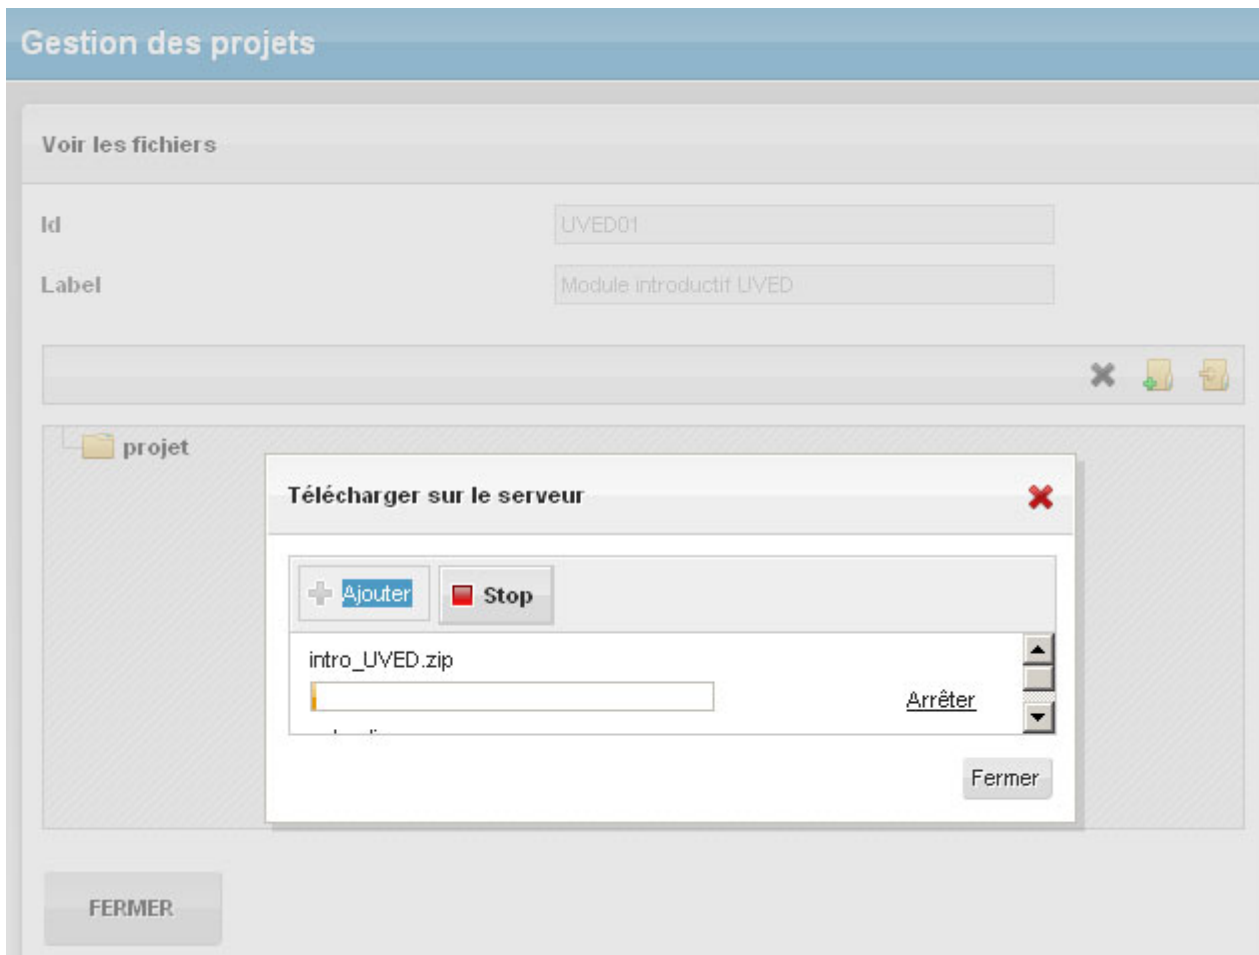 Gestion des projets
Voir les fichiers
Id UVED01
Label Module introductif UVED
projet
Télécharger sur le serveur
Ajouter Stop
intro_UVED.zip
Arrêter
Fermer
FERMER